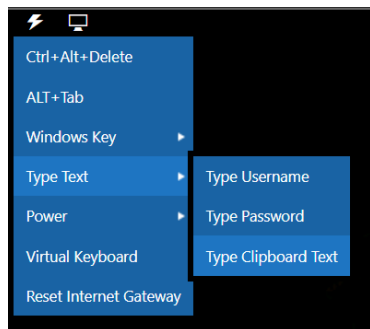 Ctrl+Alt+Delete
ALT+Tab
Windows Key
Type Text
Type Username
Power
Type Password
Virtual Keyboard
Type Clipboard Text
Reset Internet Gateway